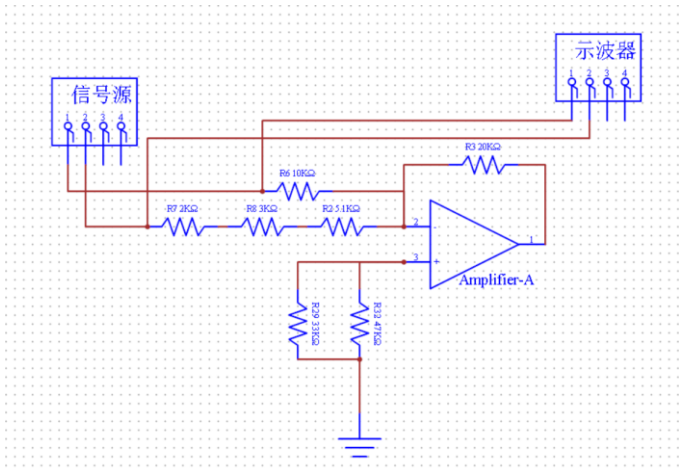 示波器
1 2 3 4
信号源
1 2 3 4
R3 20KΩ
R6 10KΩ
R7 2KΩ
R8 3KΩ
R2 5.1KΩ
2
-
1
3
+
Amplifier-A
R29 33KΩ
R32 47KΩ